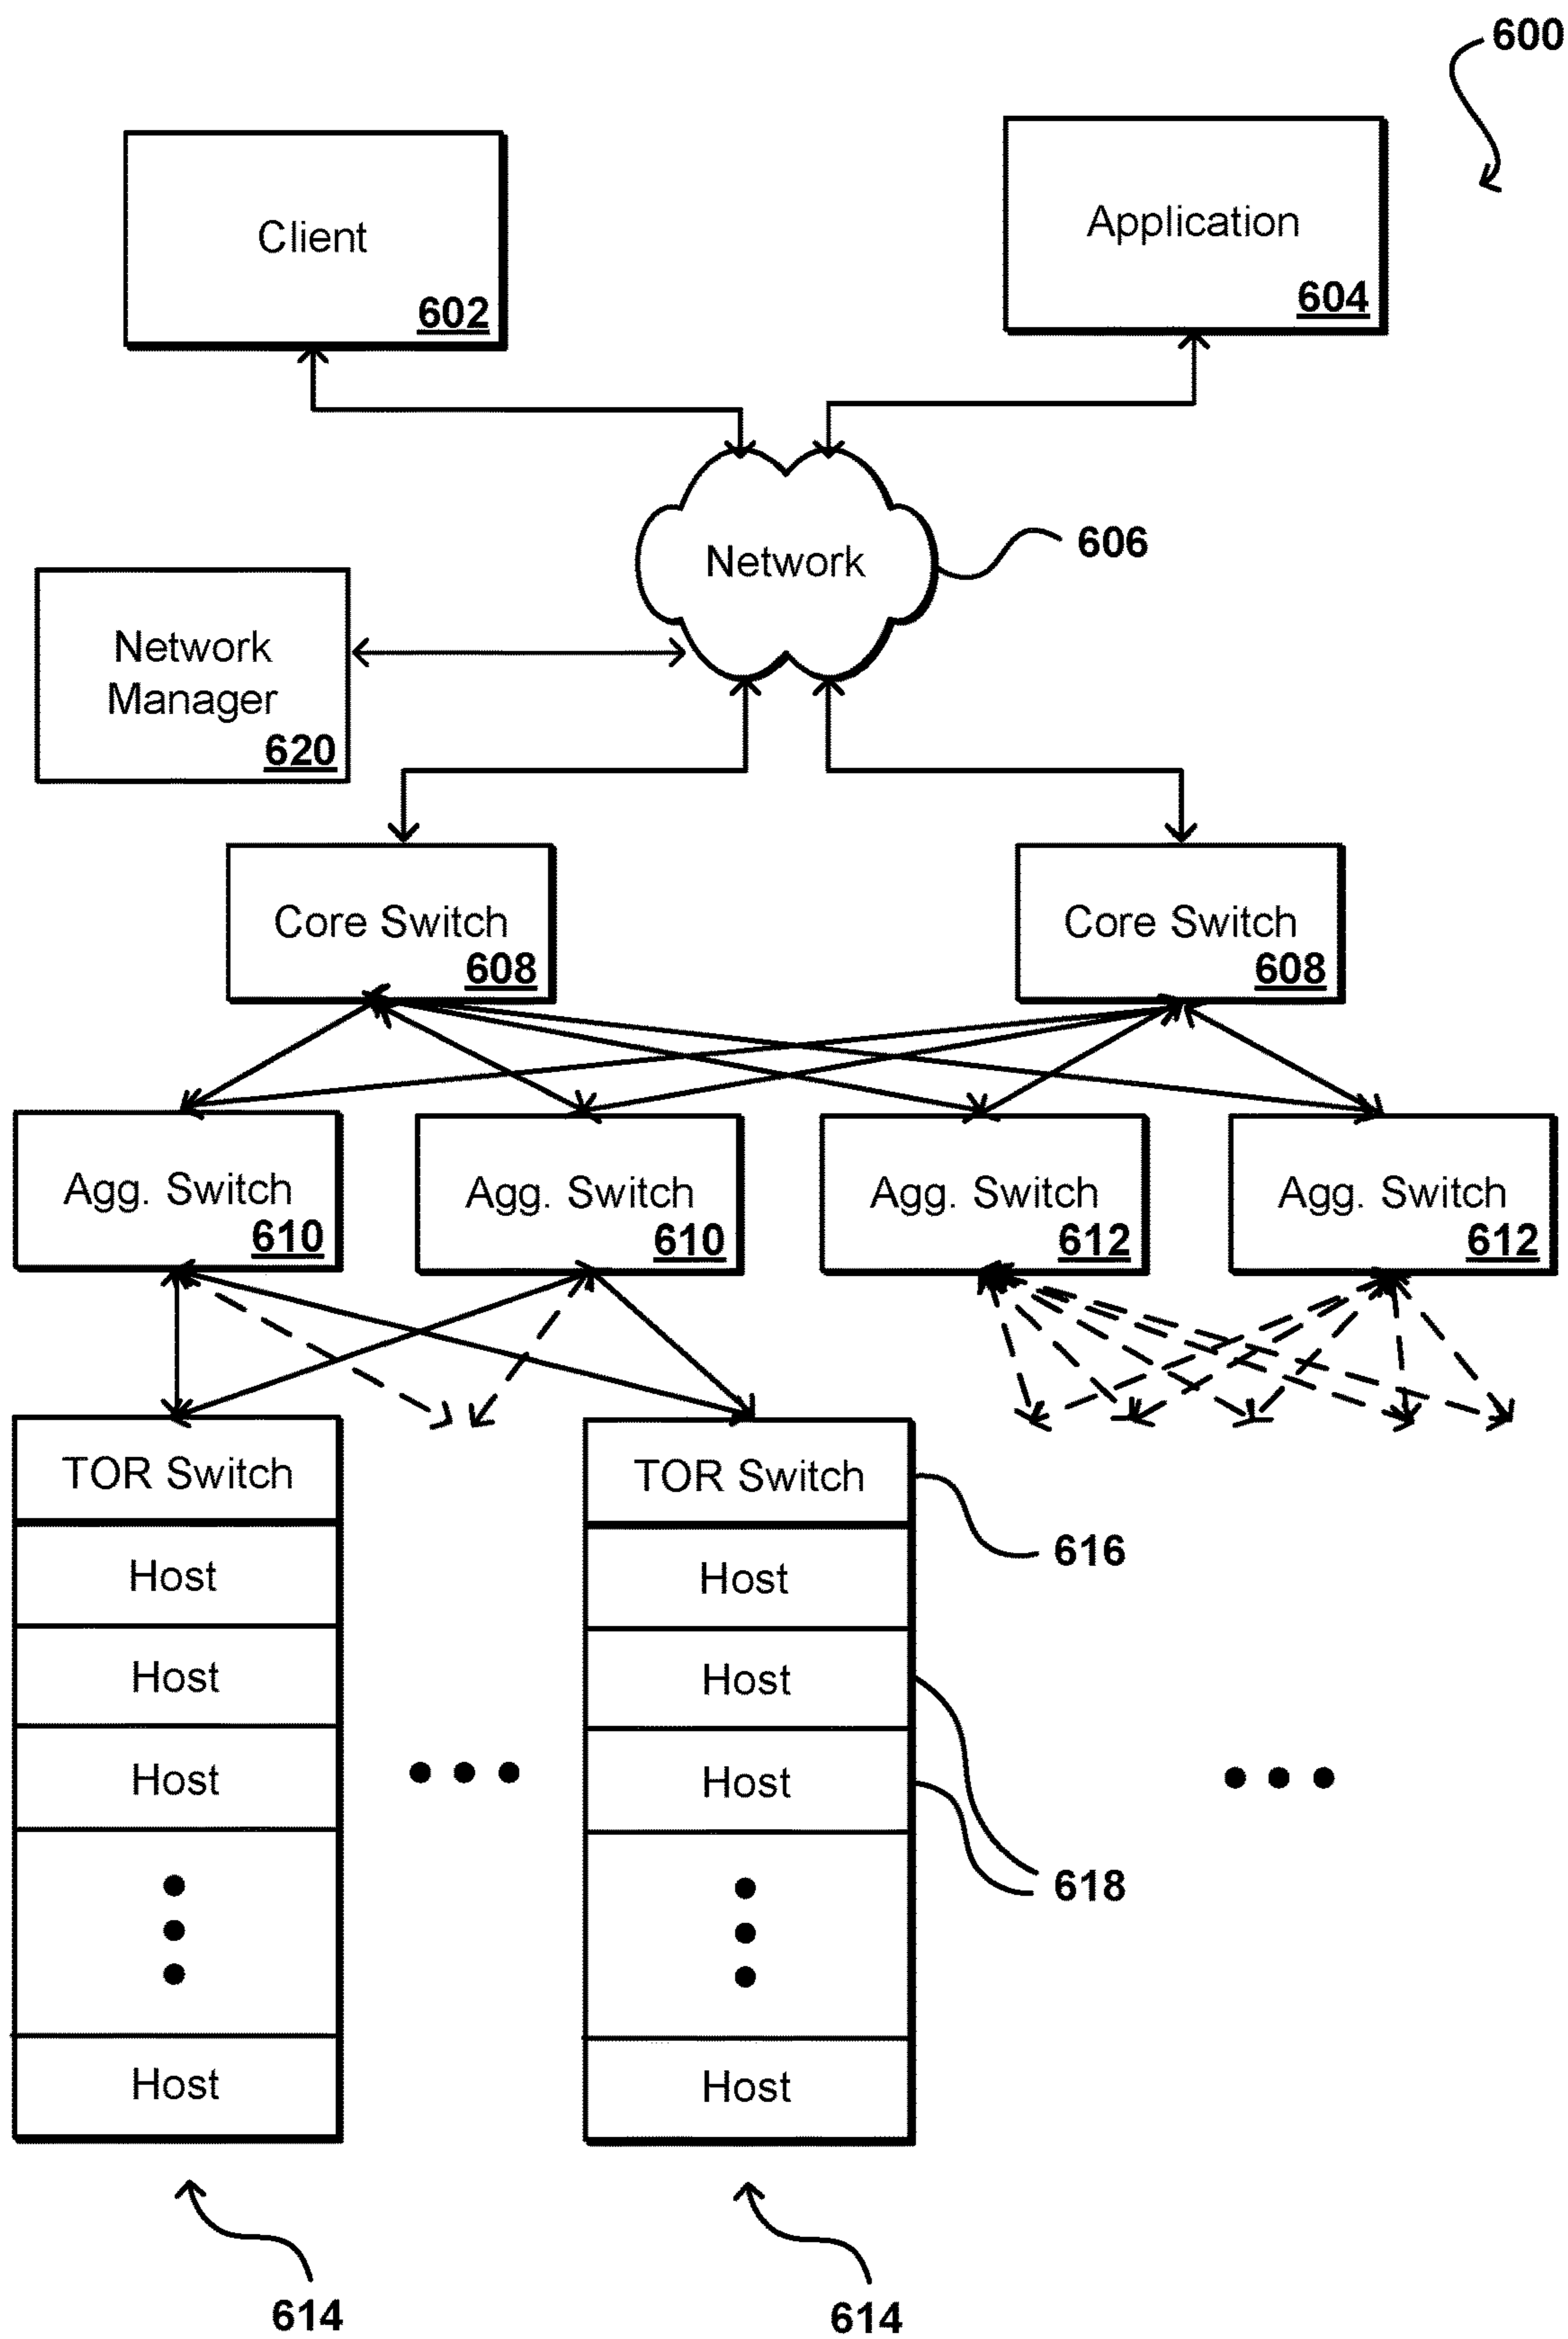 600
Client
602
Application
604
Network
606
Network
Manager
620
Core Switch
608
Core Switch
608
Agg. Switch
610
Agg. Switch
610
Agg. Switch
612
Agg. Switch
612
TOR Switch
TOR Switch
616
Host
Host
Host
Host
Host
Host
618
Host
Host
614
614